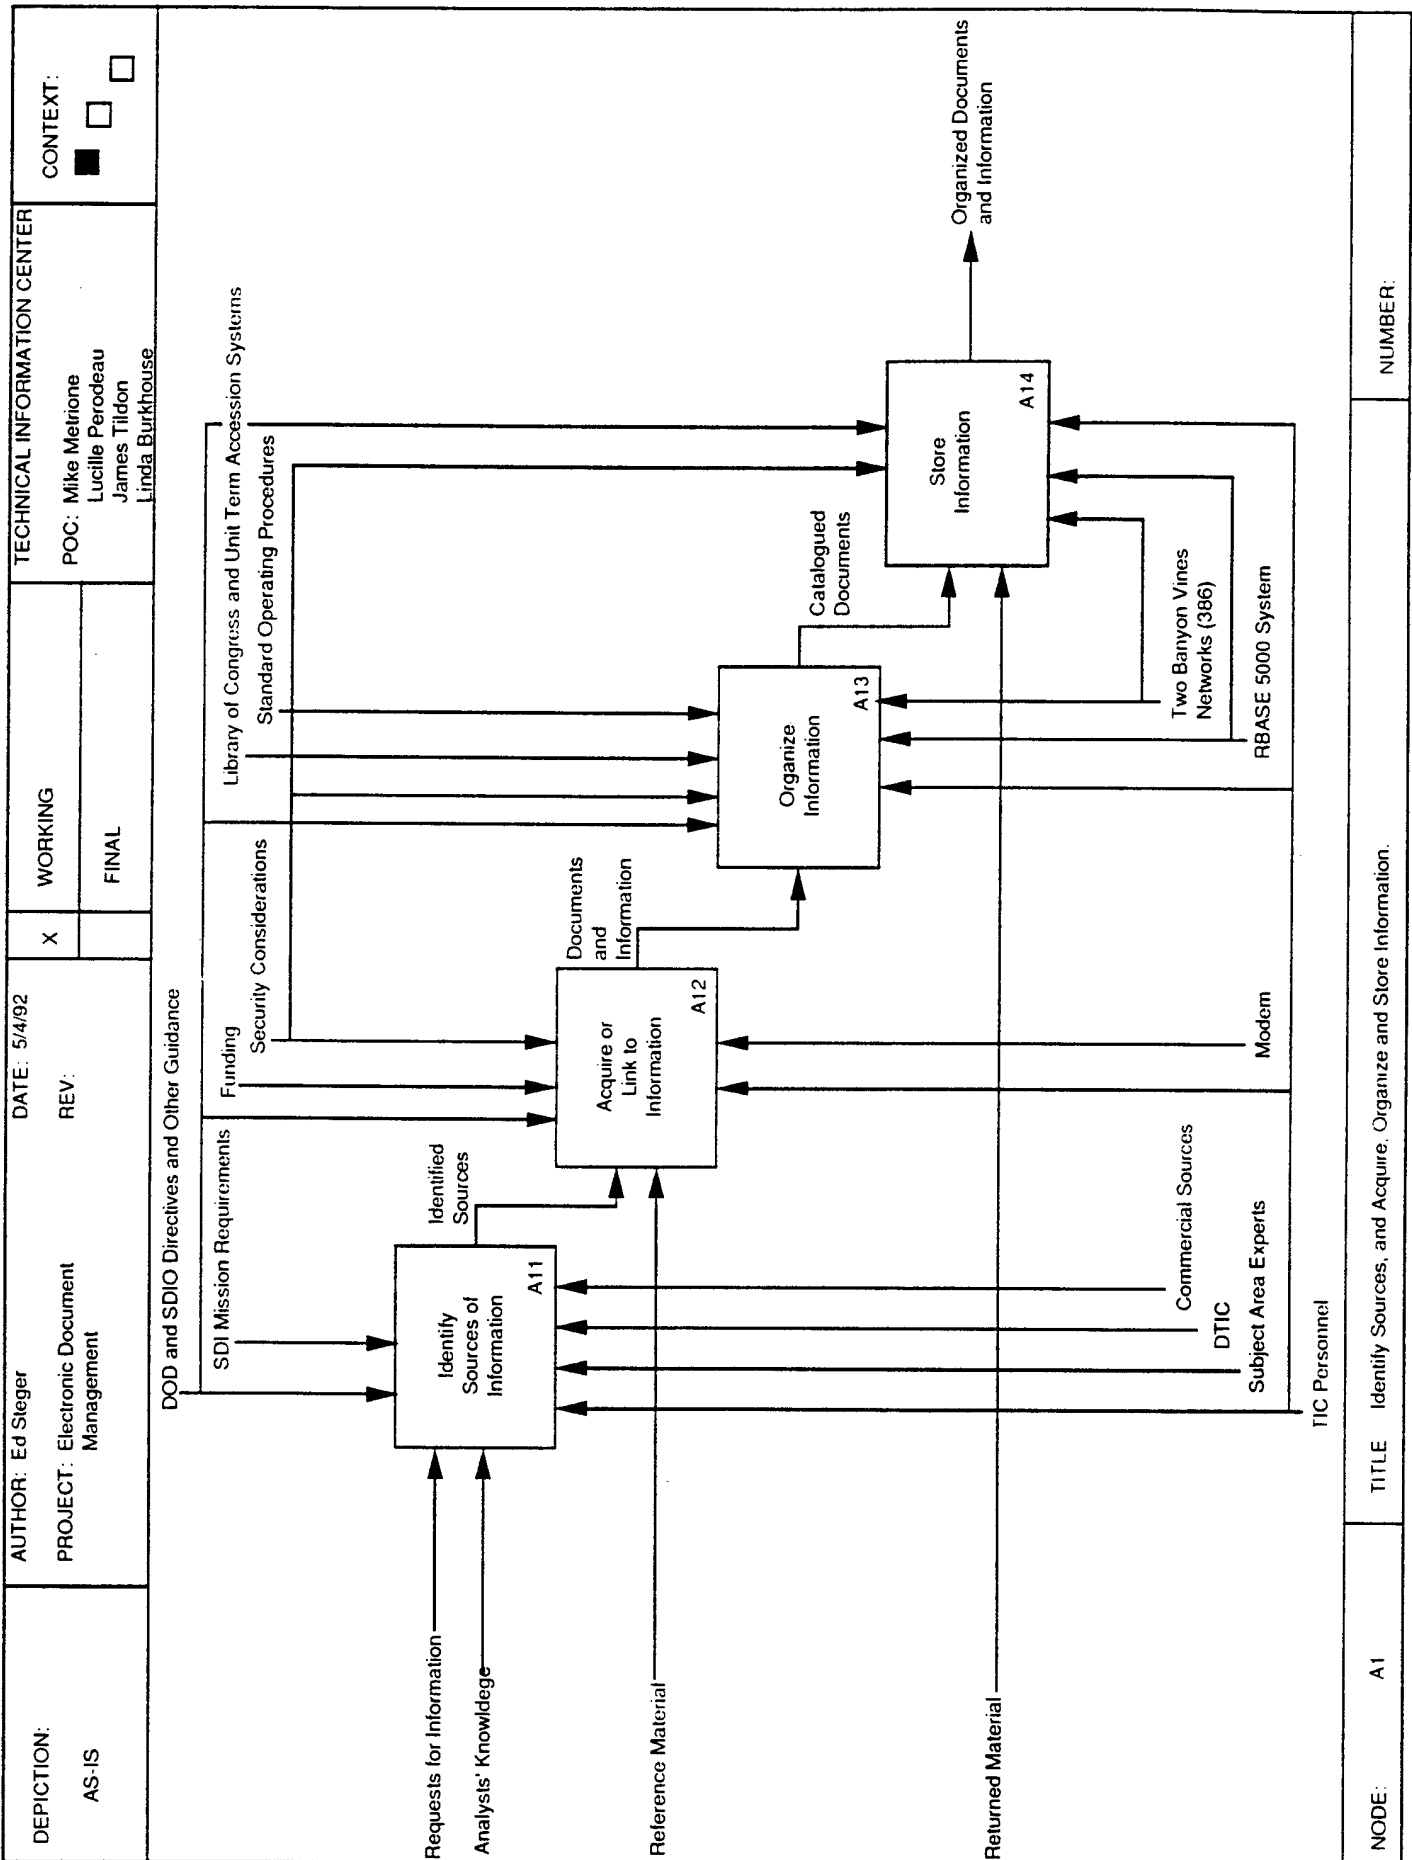 DEPICTION:
AS-IS
AUTHOR: Ed Steger
PROJECT: Electronic Document
Management
DATE: 5/4/92
REV:
X
WORKING
FINAL
TECHNICAL INFORMATION CENTER
POC: Mike Metrione
Lucille Perodeau
James Tildon
Linda Burkhouse
CONTEXT:
DOD and SDIO Directives and Other Guidance
SDI Mission Requirements
Funding
Security Considerations
Library of Congress and Unit Term Accession Systems
Standard Operating Procedures
Requests for Information
Analysts' Knowldege
Identify
Sources of
Information
A11
Identified
Sources
Reference Material
Acquire or
Link to
Information
A12
Documents
and
Information
Organize
Information
A13
Catalogued
Documents
Returned Material
Store
Information
A14
Organized Documents
and Information
Commercial Sources
DTIC
Subject Area Experts
TIC Personnel
Modem
Two Banyon Vines
Networks (386)
RBASE 5000 System
NODE: A1
TITLE Identify Sources, and Acquire, Organize and Store Information.
NUMBER: